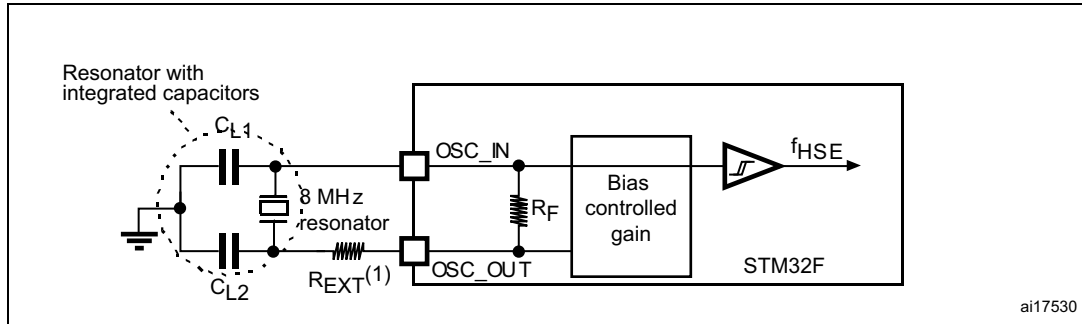 Resonator with
integrated capacitors
CL1
OSC_IN
fHSE
8 MHz
resonator
RF
Bias
controlled
gain
REXT(1)
OSC_OUT
STM32F
CL2
ai17530